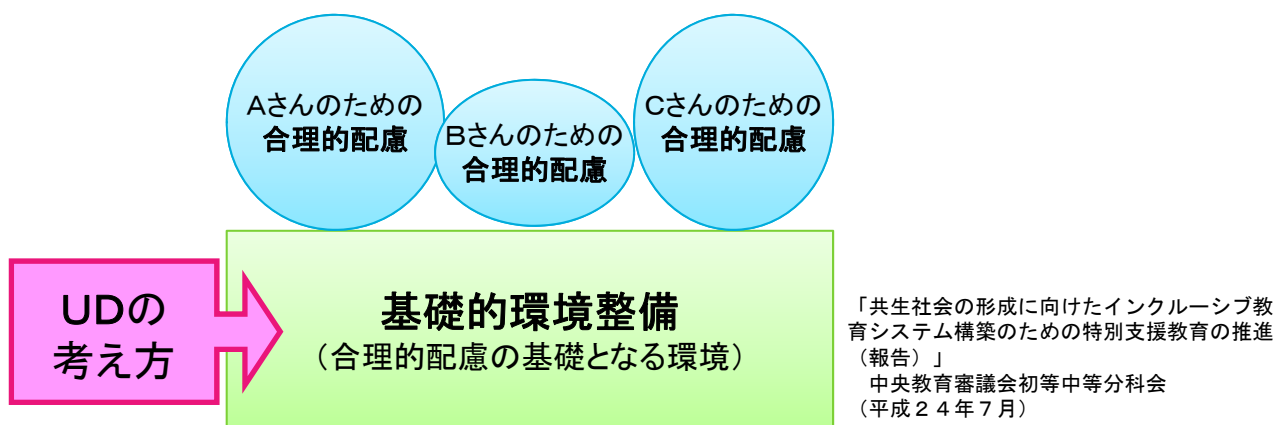 Aさんのための
合理的配慮
Bさんのための
合理的配慮
Cさんのための
合理的配慮
UDの
考え方
基礎的環境整備
（合理的配慮の基礎となる環境）
「共生社会の形成に向けたインクルーシブ教
育システム構築のための特別支援教育の推進
（報告）」
　中央教育審議会初等中等分科会
（平成２４年７月）